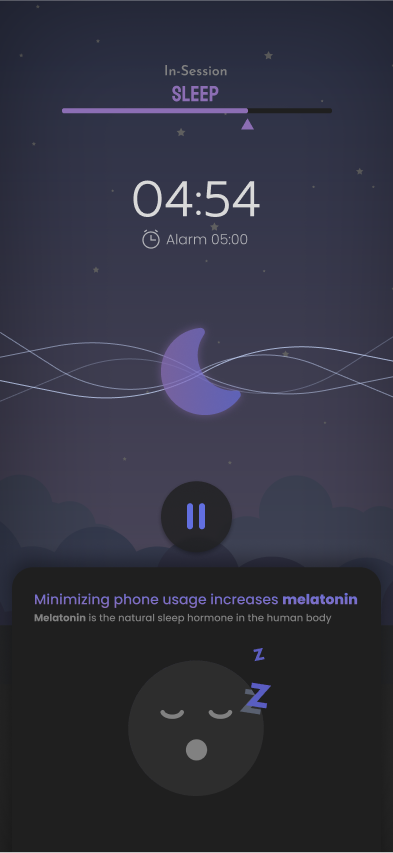 In-Session
SLEEP
04:54
Alarm 05:00
Minimizing phone usage increases melatonin
Melatonin is the natural sleep hormone in the human body
z
z